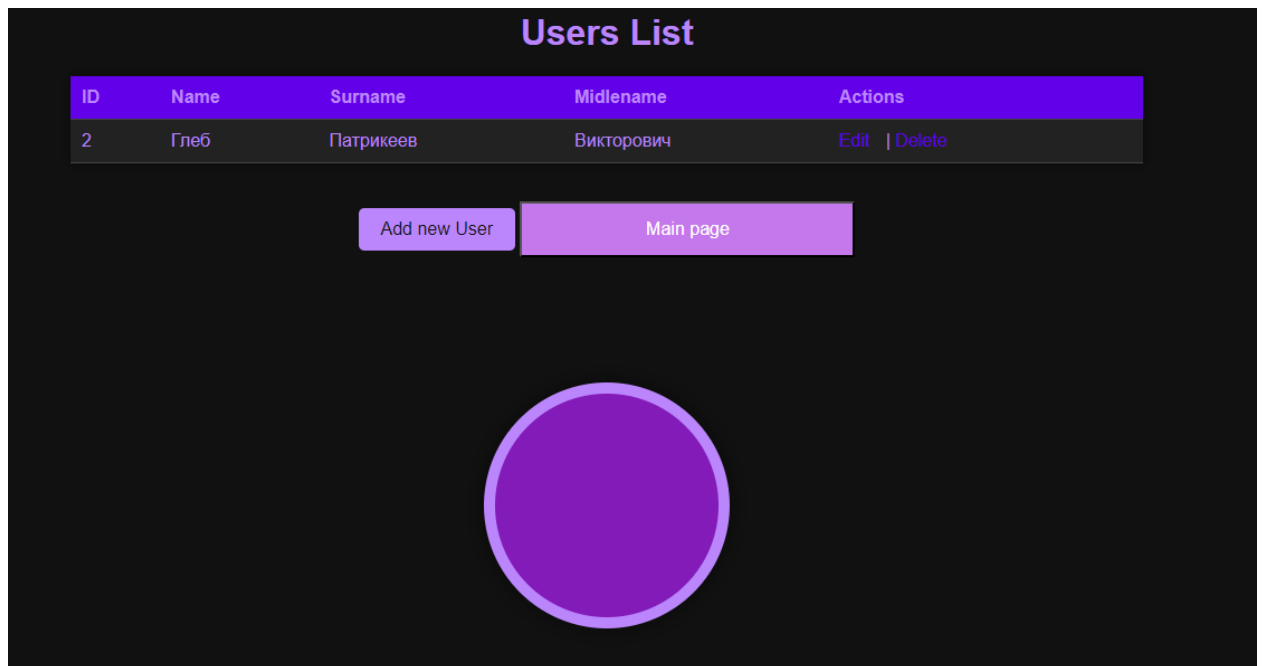 Users List
ID Name Surname Midlename Actions
2 Глеб Патрикеев Викторович Edit | Delete
Add new User Main page